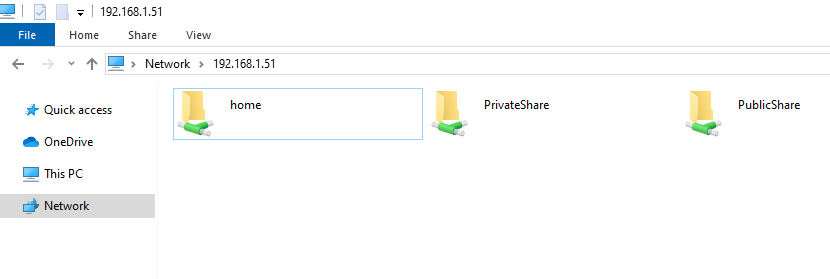 192.168.1.51
File Home Share View
Network 192.168.1.51
Quick access
OneDrive
This PC
Network
home PrivateShare PublicShare